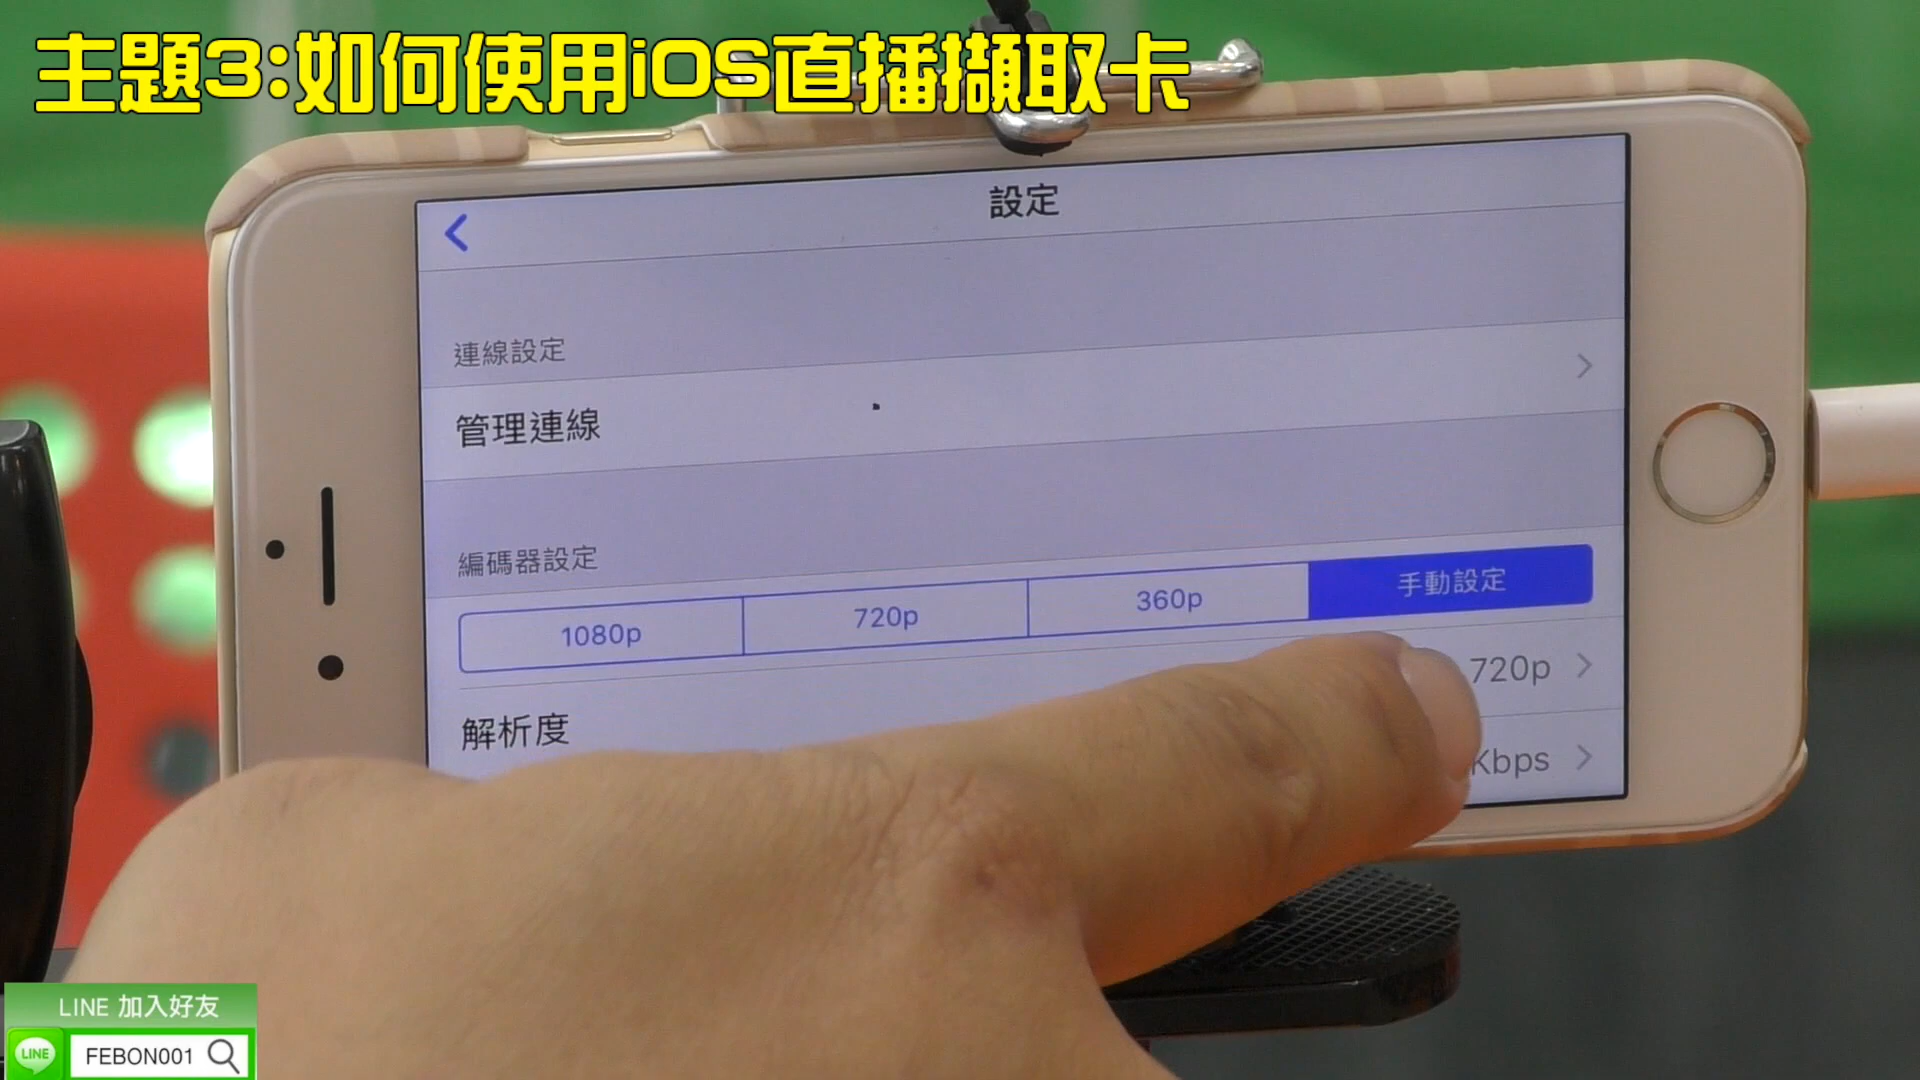 主題3:如何使用iOS直播擷取卡
設定
連線設定
管理連線
編碼器設定
1080p
720p
360p
手動設定
解析度
720p
Kbps
LINE 加入好友
LINE
FEBON001